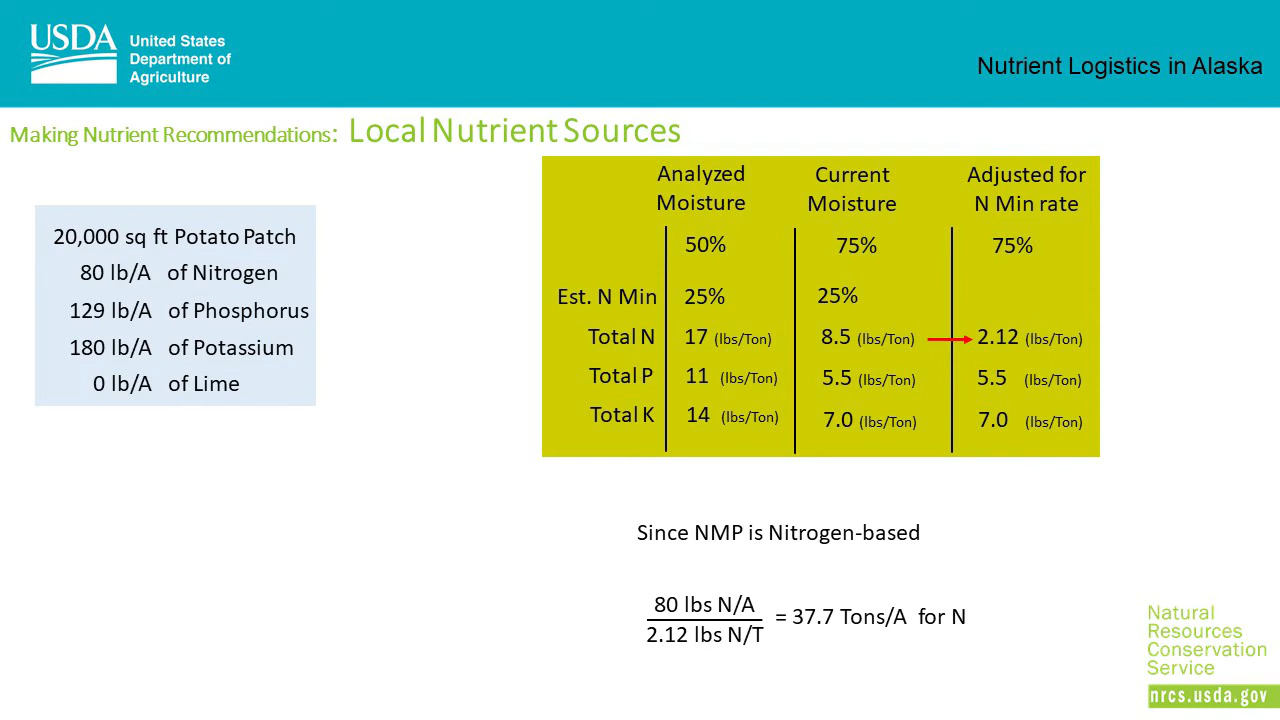 USDA United States
Department of
Agriculture
Nutrient Logistics in Alaska
Making Nutrient Recommendations: Local Nutrient Sources
20,000 sq ft Potato Patch
80 lb/A of Nitrogen
129 lb/A of Phosphorus
180 lb/A of Potassium
0 lb/A of Lime
Analyzed Current Adjusted for
Moisture Moisture N Min rate
50% 75% 75%
Est. N Min 25% 25%
Total N 17 (lbs/Ton) 8.5 (lbs/Ton) 2.12 (lbs/Ton)
Total P 11 (lbs/Ton) 5.5 (lbs/Ton) 5.5 (lbs/Ton)
Total K 14 (lbs/Ton) 7.0 (lbs/Ton) 7.0 (lbs/Ton)
Since NMP is Nitrogen-based
80 lbs N/A
2.12 lbs N/T
= 37.7 Tons/A for N
Natural
Resources
Conservation
Service
nrcs.usda.gov